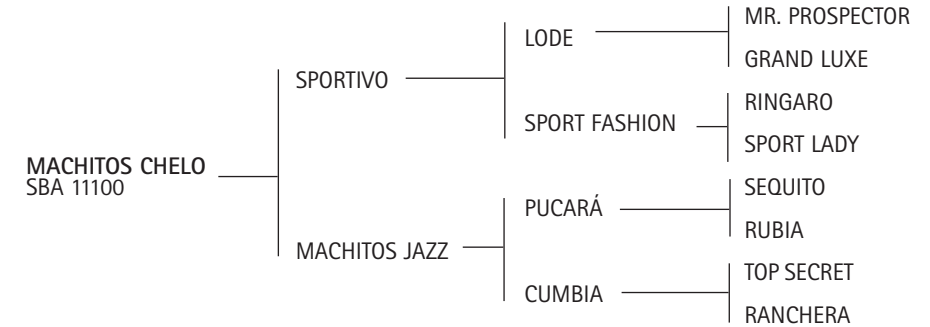 MACHITOS CHELO
SBA 11100
SPORTIVO
MACHITOS JAZZ
LODE
SPORT FASHION
PUCARÁ
CUMBIA
MR. PROSPECTOR
GRAND LUXE
RINGARO
SPORT LADY
SEQUITO
RUBIA
TOP SECRET
RANCHERA